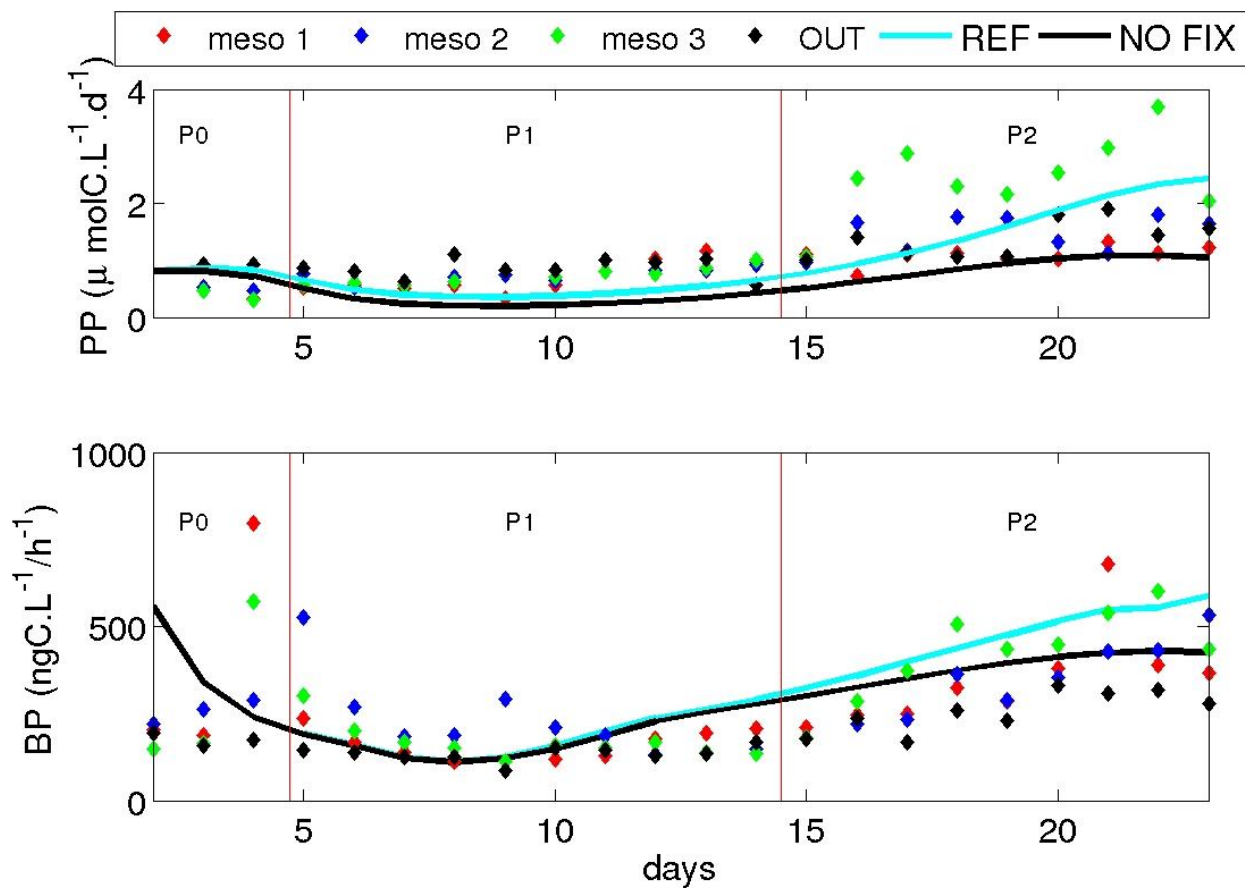 meso 1 meso 2 meso 3 OUT REF NO FIX
PP (μ molC.L⁻¹.d⁻¹)
4
2
0
P0 P1 P2
5 10 15 20
BP (ngC.L⁻¹/h⁻¹)
1000
500
0
P0 P1 P2
5 10 15 20
days